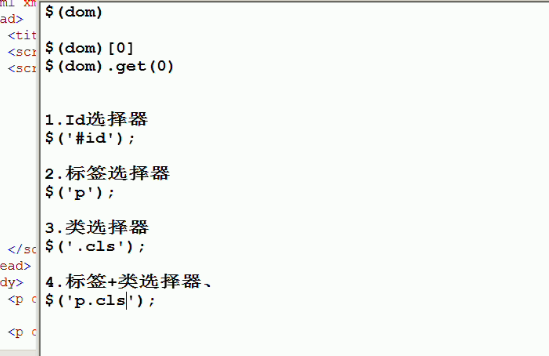 $(dom)
$(dom)[0]
$(dom).get(0)
1.Id选择器
$('#id');
2.标签选择器
$('p');
3.类选择器
$('.cls');
4.标签+类选择器、
$('p.cls');
ml xm
ead>
<tit
<scr
<scr
</sc
ead>
dy>
<p c
<p c